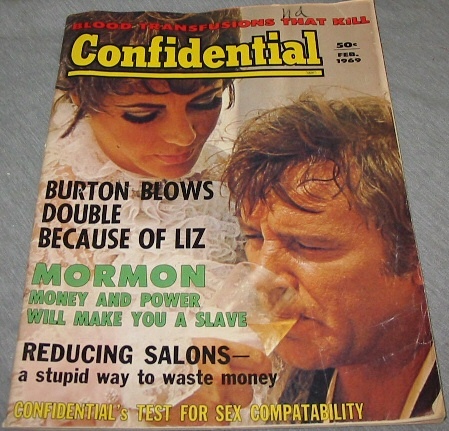 BLOOD TRANSFUSIONS THAT KILL
Confidential
50¢
FEB.
1969
BURTON BLOWS
DOUBLE
BECAUSE OF LIZ
MORMON
MONEY AND POWER
WILL MAKE YOU A SLAVE
REDUCING SALONS—
a stupid way to waste money
CONFIDENTIAL's TEST FOR SEX COMPATABILITY